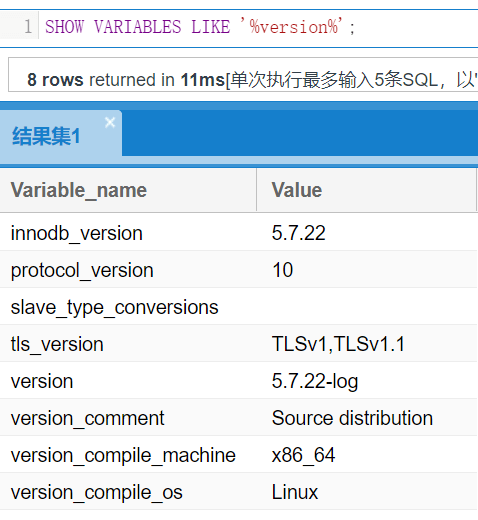 1 SHOW VARIABLES LIKE '%version%';
8 rows returned in 11ms[单次执行最多输入5条SQL，以'
结果集1 ×
Variable_name Value
innodb_version 5.7.22
protocol_version 10
slave_type_conversions
tls_version TLSv1,TLSv1.1
version 5.7.22-log
version_comment Source distribution
version_compile_machine x86_64
version_compile_os Linux